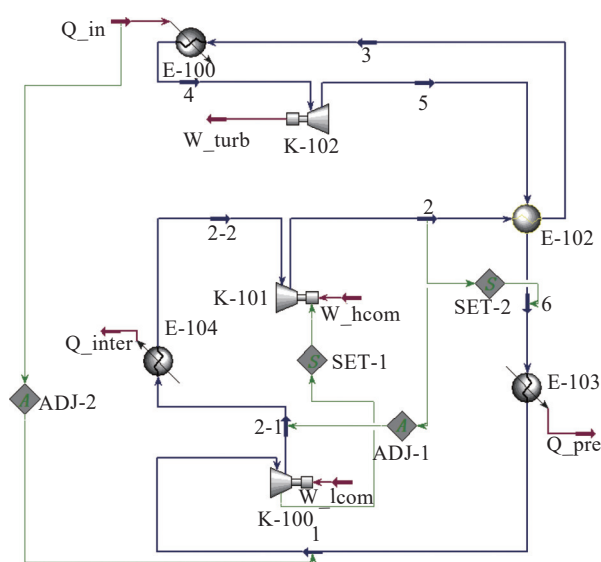 Q_in
3
E-100
4
5
W_turb
K-102
2-2
2
E-102
K-101
W_hcom
S
SET-2
6
E-104
Q_inter
S
SET-1
E-103
A
ADJ-2
2-1
A
ADJ-1
Q_pre
W_lcom
K-100
1